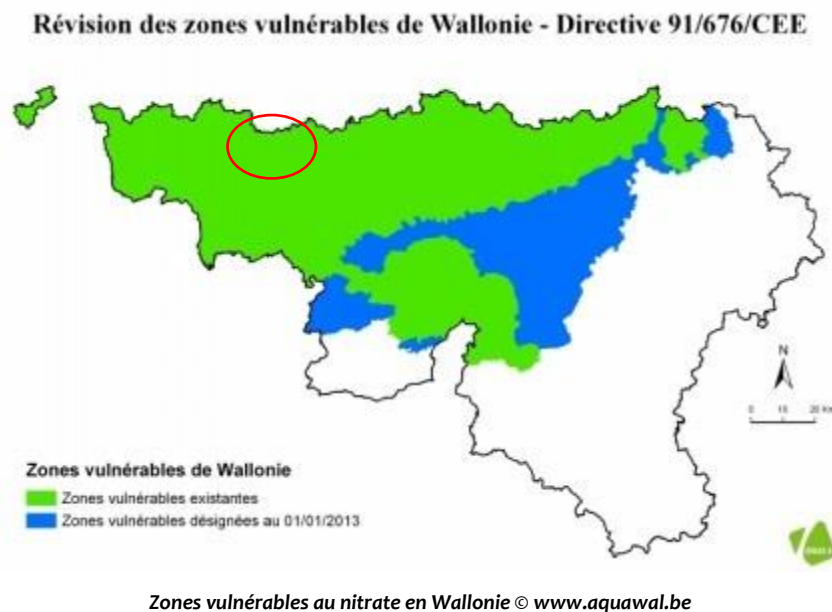 Révision des zones vulnérables de Wallonie - Directive 91/676/CEE
N
0 10 20
Zones vulnérables de Wallonie
Zones vulnérables existantes
Zones vulnérables désignées au 01/01/2013
Zones vulnérables au nitrate en Wallonie © www.aquawal.be